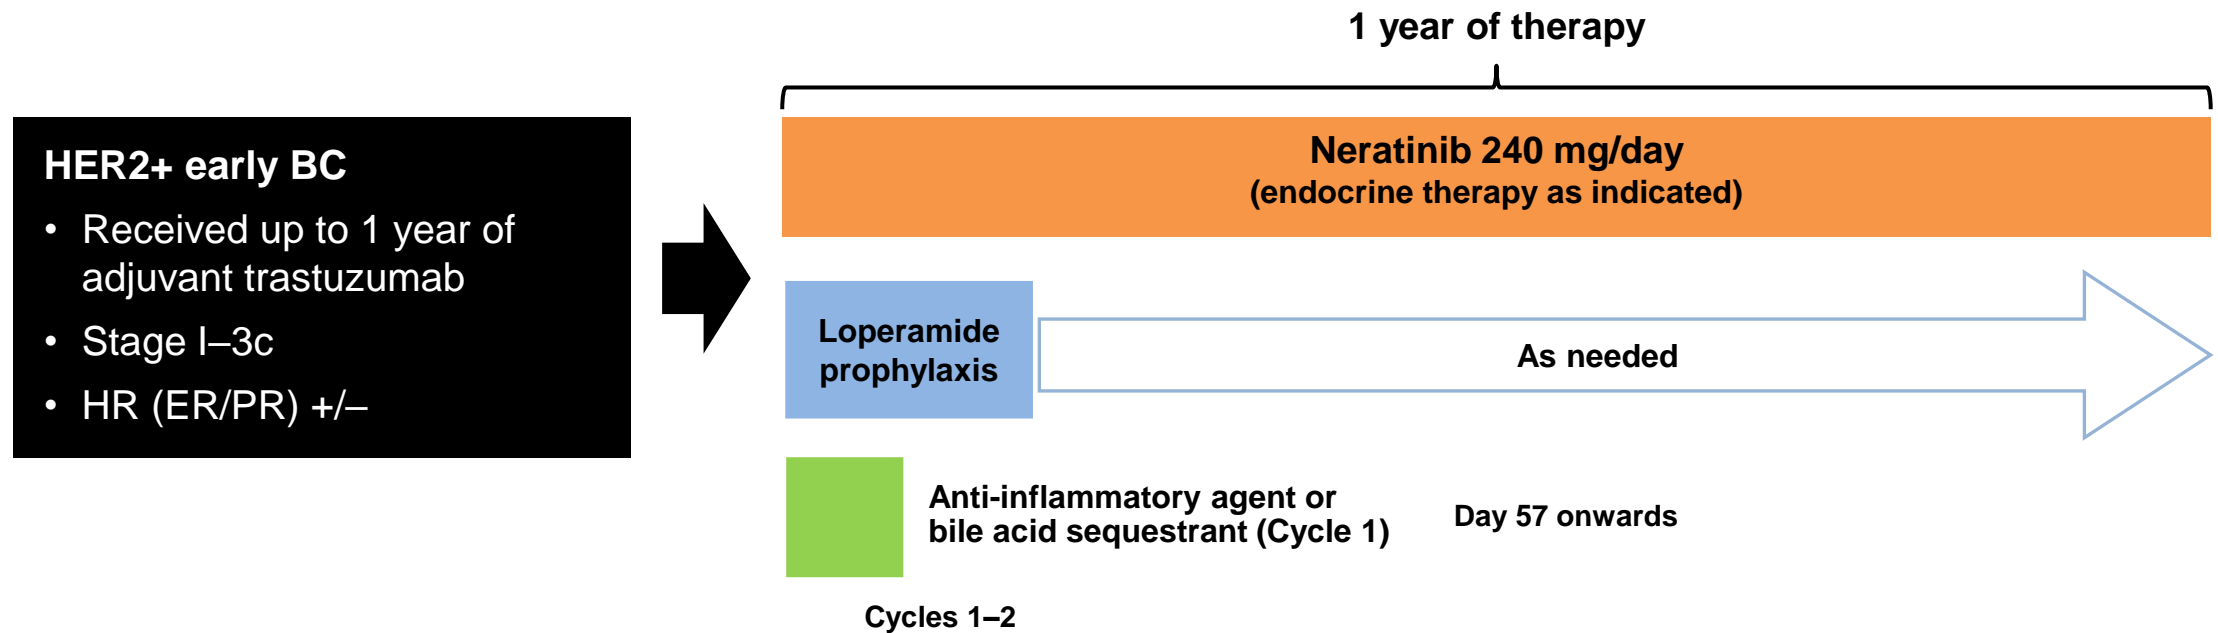 1 year of therapy
HER2+ early BC
• Received up to 1 year of
adjuvant trastuzumab
• Stage I–3c
• HR (ER/PR) +/–
Neratinib 240 mg/day
(endocrine therapy as indicated)
Loperamide
prophylaxis
As needed
Anti-inflammatory agent or
bile acid sequestrant (Cycle 1)
Day 57 onwards
Cycles 1–2